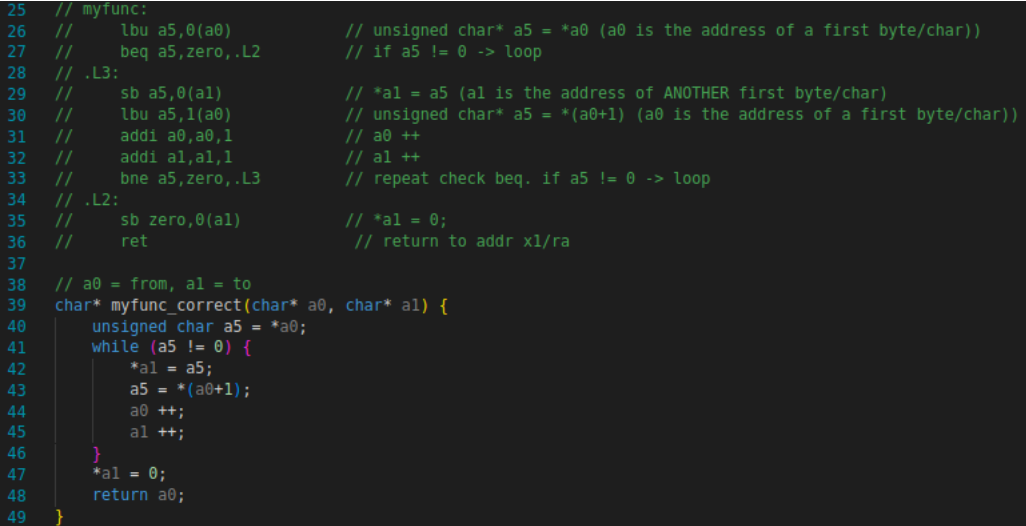 25 // myfunc:
26 // lbu a5,0(a0) // unsigned char* a5 = *a0 (a0 is the address of a first byte/char))
27 // beq a5,zero,.L2 // if a5 != 0 -> loop
28 // .L3:
29 // sb a5,0(a1) // *a1 = a5 (a1 is the address of ANOTHER first byte/char)
30 // lbu a5,1(a0) // unsigned char* a5 = *(a0+1) (a0 is the address of a first byte/char))
31 // addi a0,a0,1 // a0 ++
32 // addi a1,a1,1 // a1 ++
33 // bne a5,zero,.L3 // repeat check beq. if a5 != 0 -> loop
34 // .L2:
35 // sb zero,0(a1) // *a1 = 0;
36 // ret // return to addr x1/ra
37
38 // a0 = from, a1 = to
39 char* myfunc_correct(char* a0, char* a1) {
40 unsigned char a5 = *a0;
41 while (a5 != 0) {
42 *a1 = a5;
43 a5 = *(a0+1);
44 a0 ++;
45 a1 ++;
46 }
47 *a1 = 0;
48 return a0;
49 }